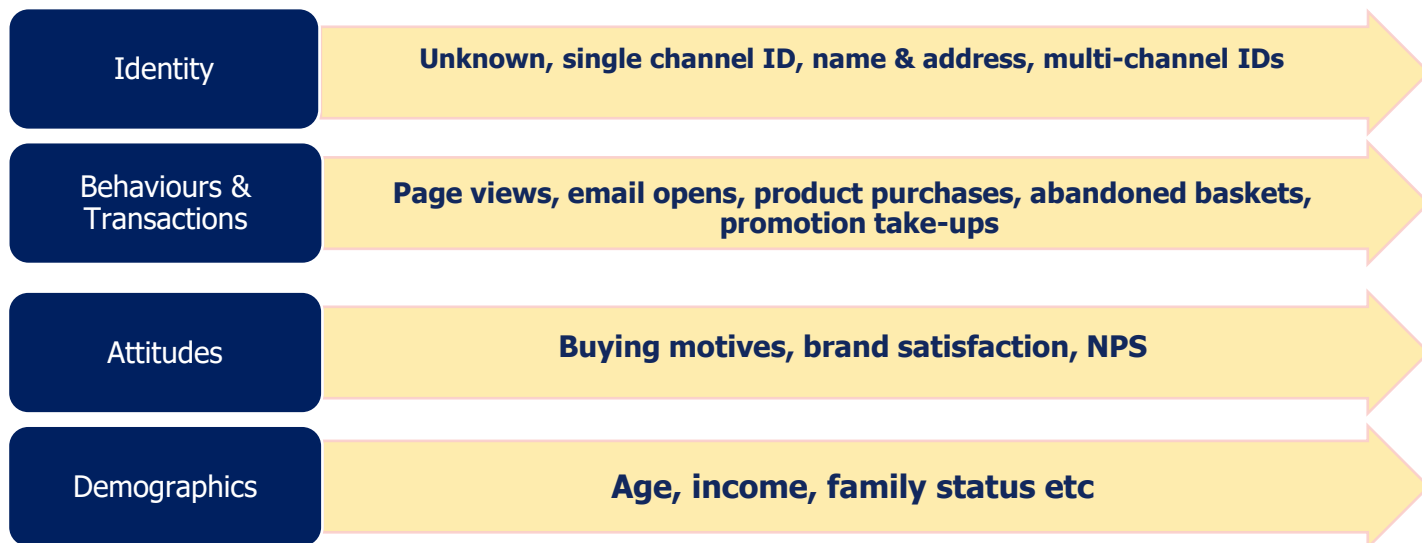 Identity
Unknown, single channel ID, name & address, multi-channel IDs
Behaviours &
Transactions
Page views, email opens, product purchases, abandoned baskets,
promotion take-ups
Attitudes
Buying motives, brand satisfaction, NPS
Demographics
Age, income, family status etc